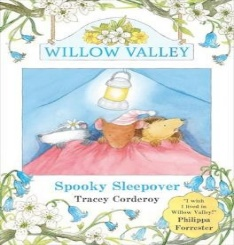 WILLOW VALLEY
Spooky Sleepover
Tracey Corderoy
"I wish
I lived in
Willow Valley!"
Philippa
Forrester